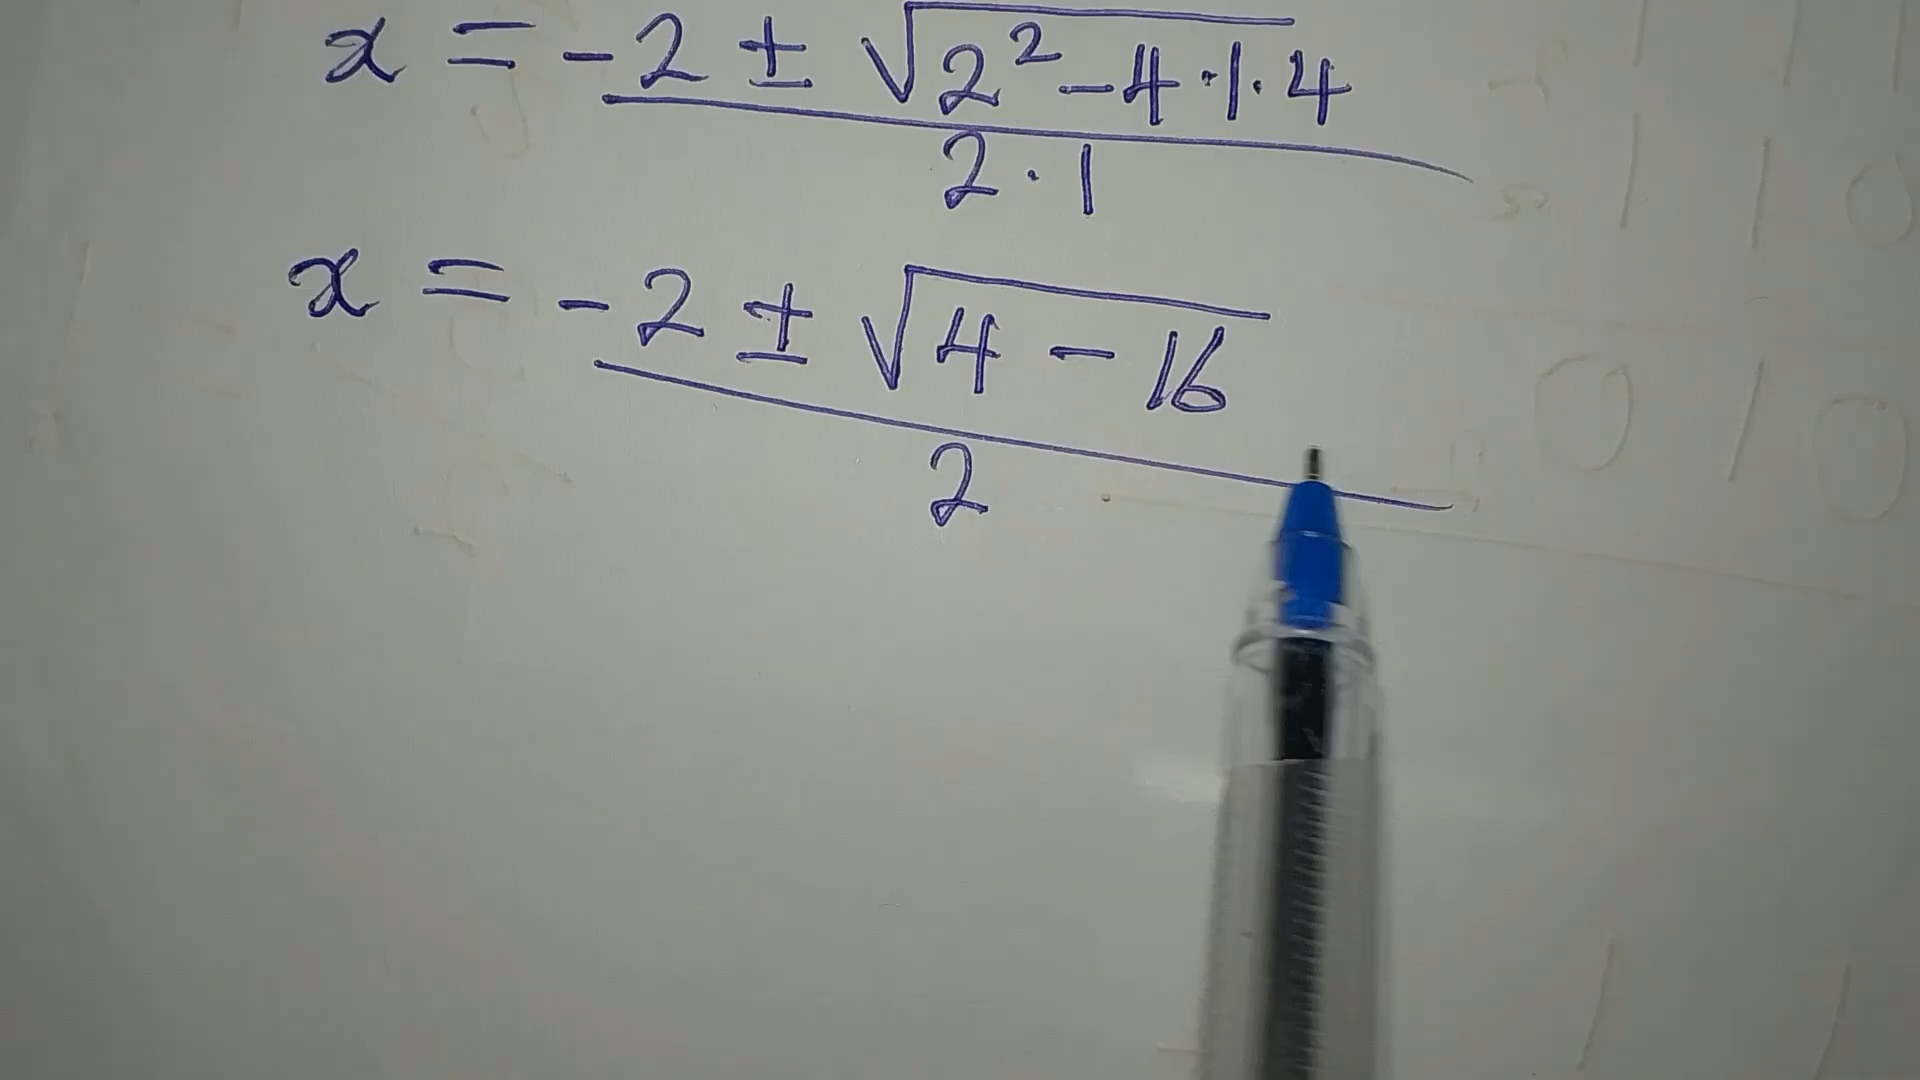 x = -2 ± √2² - 4·1·4
2·1
x = -2 ± √4 - 16
2